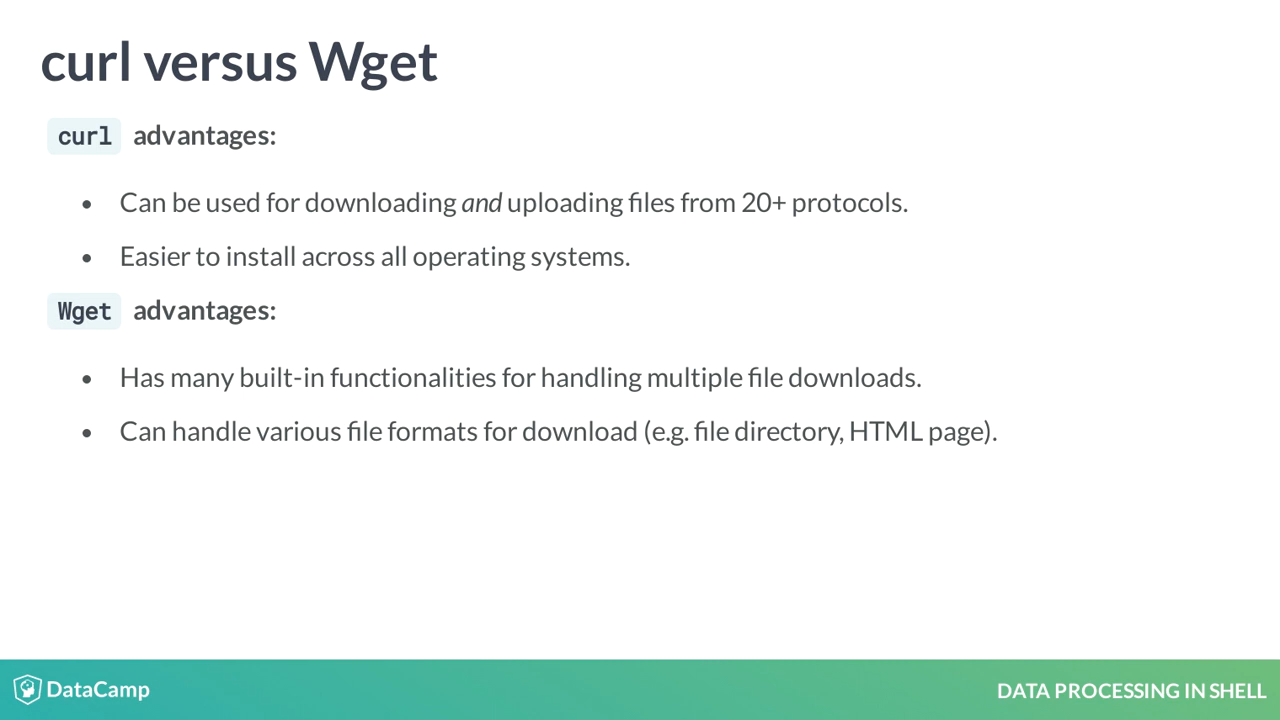 curl versus Wget
curl advantages:
• Can be used for downloading and uploading files from 20+ protocols.
• Easier to install across all operating systems.
Wget advantages:
• Has many built-in functionalities for handling multiple file downloads.
• Can handle various file formats for download (e.g. file directory, HTML page).
DataCamp
DATA PROCESSING IN SHELL